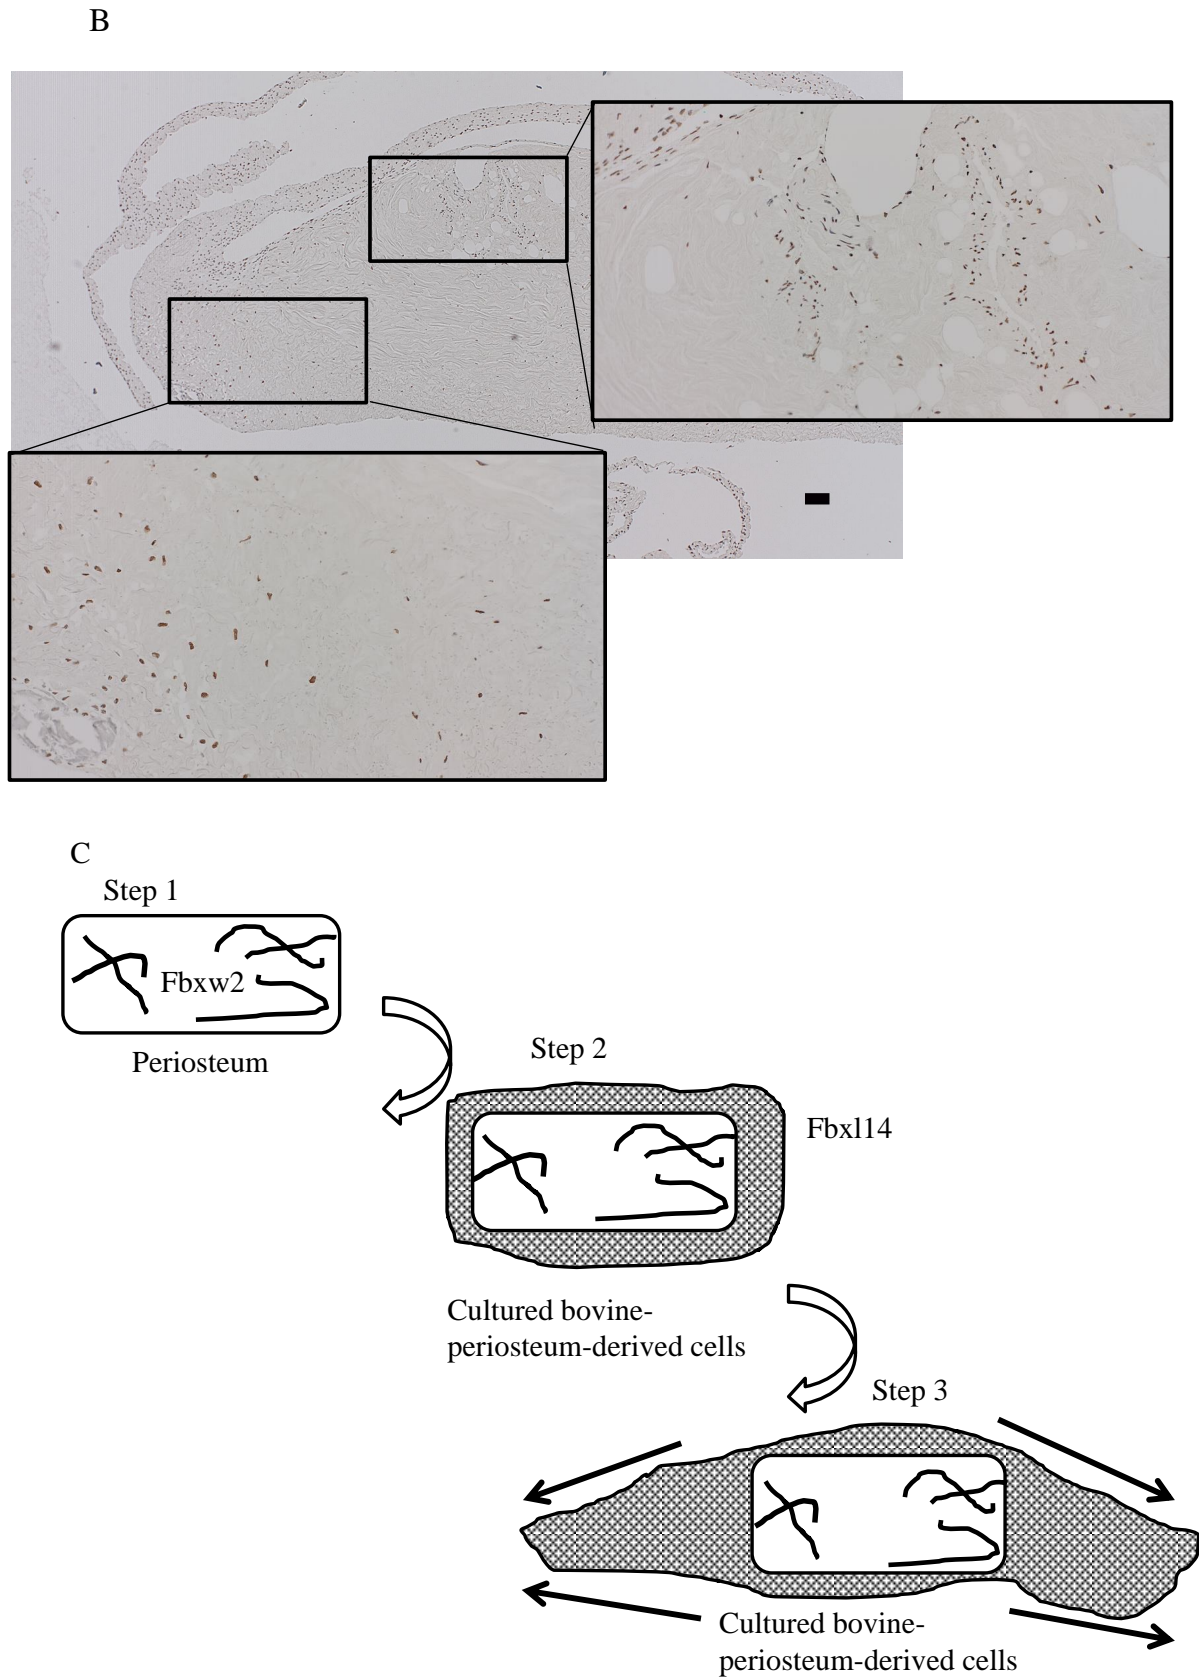 B
C
Step 1
Fbxw2
Periosteum
Step 2
Fbxl14
Cultured bovine-
periosteum-derived cells
Step 3
Cultured bovine-
periosteum-derived cells